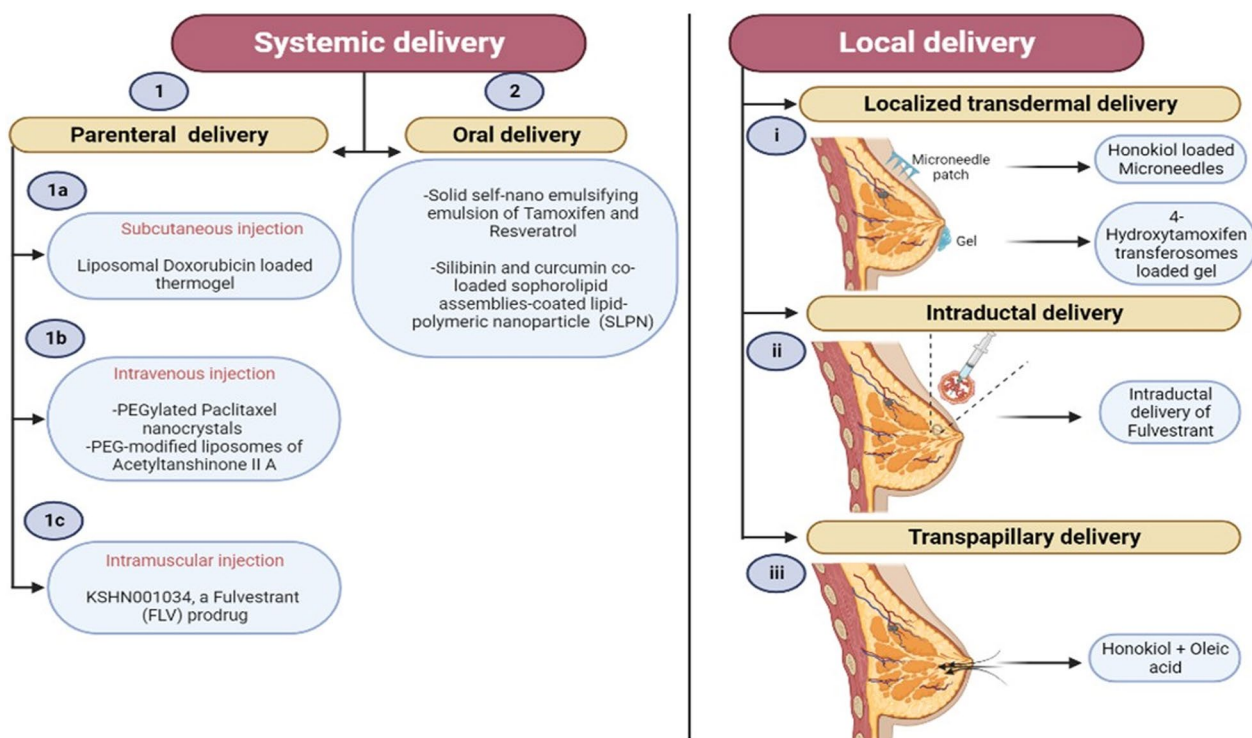 Systemic delivery
1
2
Parenteral delivery
Oral delivery
1a
Subcutaneous injection
Liposomal Doxorubicin loaded
thermogel
1b
Intravenous injection
-PEGylated Paclitaxel
nanocrystals
-PEG-modified liposomes of
Acetyltanshinone II A
1c
Intramuscular injection
KSHN001034, a Fulvestrant
(FLV) prodrug
-Solid self-nano emulsifying
emulsion of Tamoxifen and
Resveratrol
-Silibinin and curcumin co-
loaded sophorolipid
assemblies-coated lipid-
polymeric nanoparticle (SLPN)
Local delivery
Localized transdermal delivery
i
Microneedle
patch
Honokiol loaded
Microneedles
Gel
4-
Hydroxytamoxifen
transferosomes
loaded gel
Intraductal delivery
ii
Intraductal
delivery of
Fulvestrant
Transpapillary delivery
iii
Honokiol + Oleic
acid